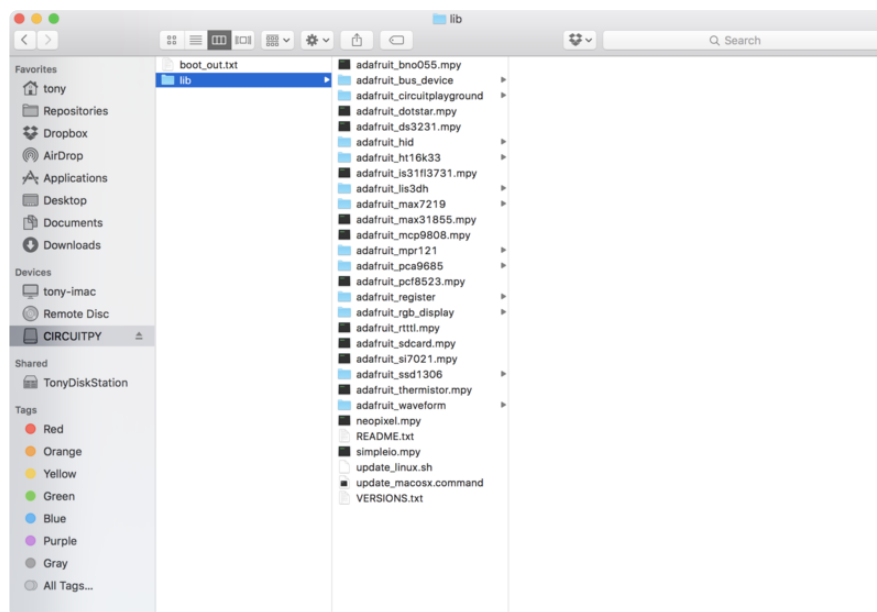 lib
Search
Favorites
tony
Repositories
Dropbox
AirDrop
Applications
Desktop
Documents
Downloads
Devices
tony-imac
Remote Disc
CIRCUITPY
Shared
TonyDiskStation
Tags
Red
Orange
Yellow
Green
Blue
Purple
Gray
All Tags...
boot_out.txt
lib
adafruit_bno055.mpy
adafruit_bus_device
adafruit_circuitplayground
adafruit_dotstar.mpy
adafruit_ds3231.mpy
adafruit_hid
adafruit_ht16k33
adafruit_is31fl3731.mpy
adafruit_lis3dh
adafruit_max7219
adafruit_max31855.mpy
adafruit_mcp9808.mpy
adafruit_mpr121
adafruit_pca9685
adafruit_pcf8523.mpy
adafruit_register
adafruit_rgb_display
adafruit_rtttl.mpy
adafruit_sdcard.mpy
adafruit_si7021.mpy
adafruit_ssd1306
adafruit_thermistor.mpy
adafruit_waveform
neopixel.mpy
README.txt
simpleio.mpy
update_linux.sh
update_macosx.command
VERSIONS.txt